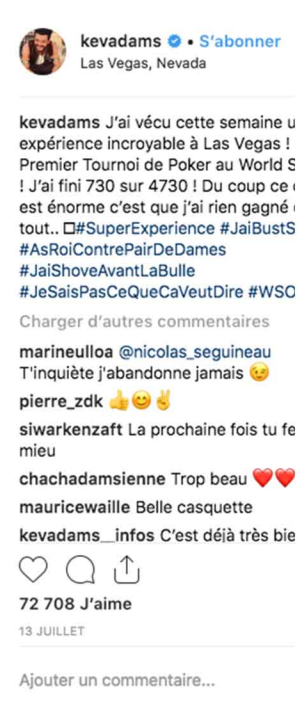 kevadams • S'abonner
Las Vegas, Nevada
kevadams J'ai vécu cette semaine u
expérience incroyable à Las Vegas !
Premier Tournoi de Poker au World S
! J'ai fini 730 sur 4730 ! Du coup ce
est énorme c'est que j'ai rien gagné
tout.. #SuperExperience #JaiBustS
#AsRoiContrePairDeDames
#JaiShoveAvantLaBulle
#JeSaisPasCeQueCaVeutDire #WSO
Charger d'autres commentaires
marineulloa @nicolas_seguineau
T'inquiète j'abandonne jamais 😉
pierre_zdk 👍😊✌
siwarkenzaft La prochaine fois tu fe
mieu
chachadamsienne Trop beau ❤❤
mauricewaille Belle casquette
kevadams__infos C'est déjà très bie
72 708 J'aime
13 JUILLET
Ajouter un commentaire...